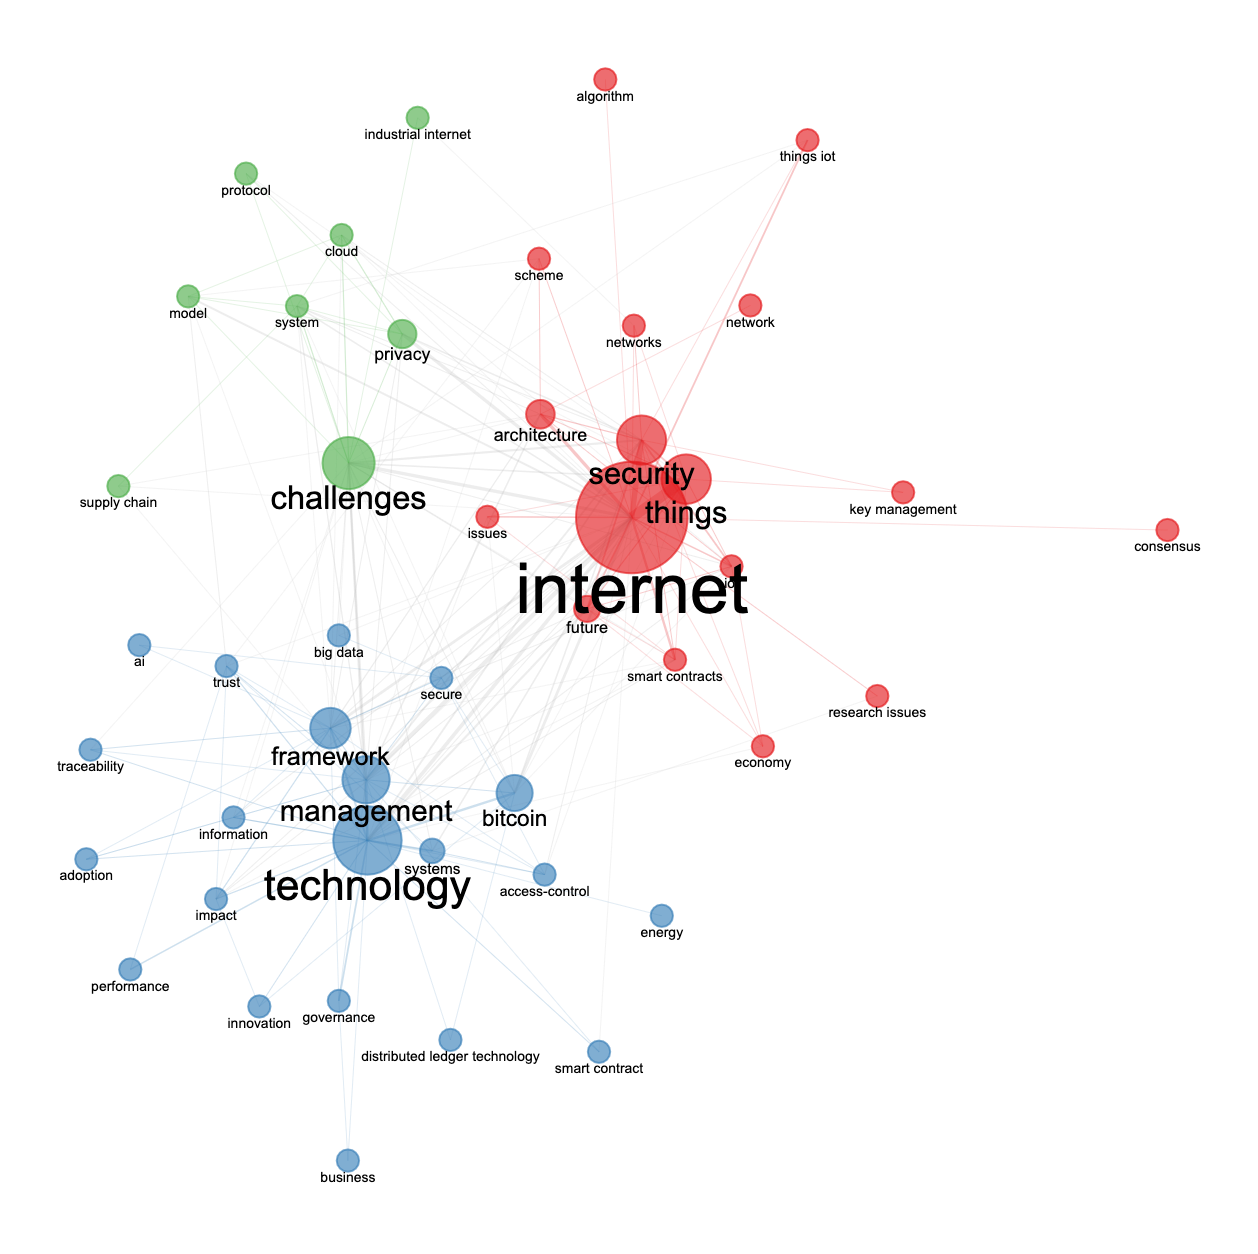 algorithm
industrial internet
things iot
protocol
cloud
scheme
model
system
network
networks
privacy
architecture
security
challenges
supply chain
things
key management
issues
consensus
internet
iot
future
big data
ai
smart contracts
trust
secure
research issues
framework
traceability
economy
management
bitcoin
information
systems
adoption
technology
access-control
impact
energy
performance
governance
innovation
distributed ledger technology
smart contract
business